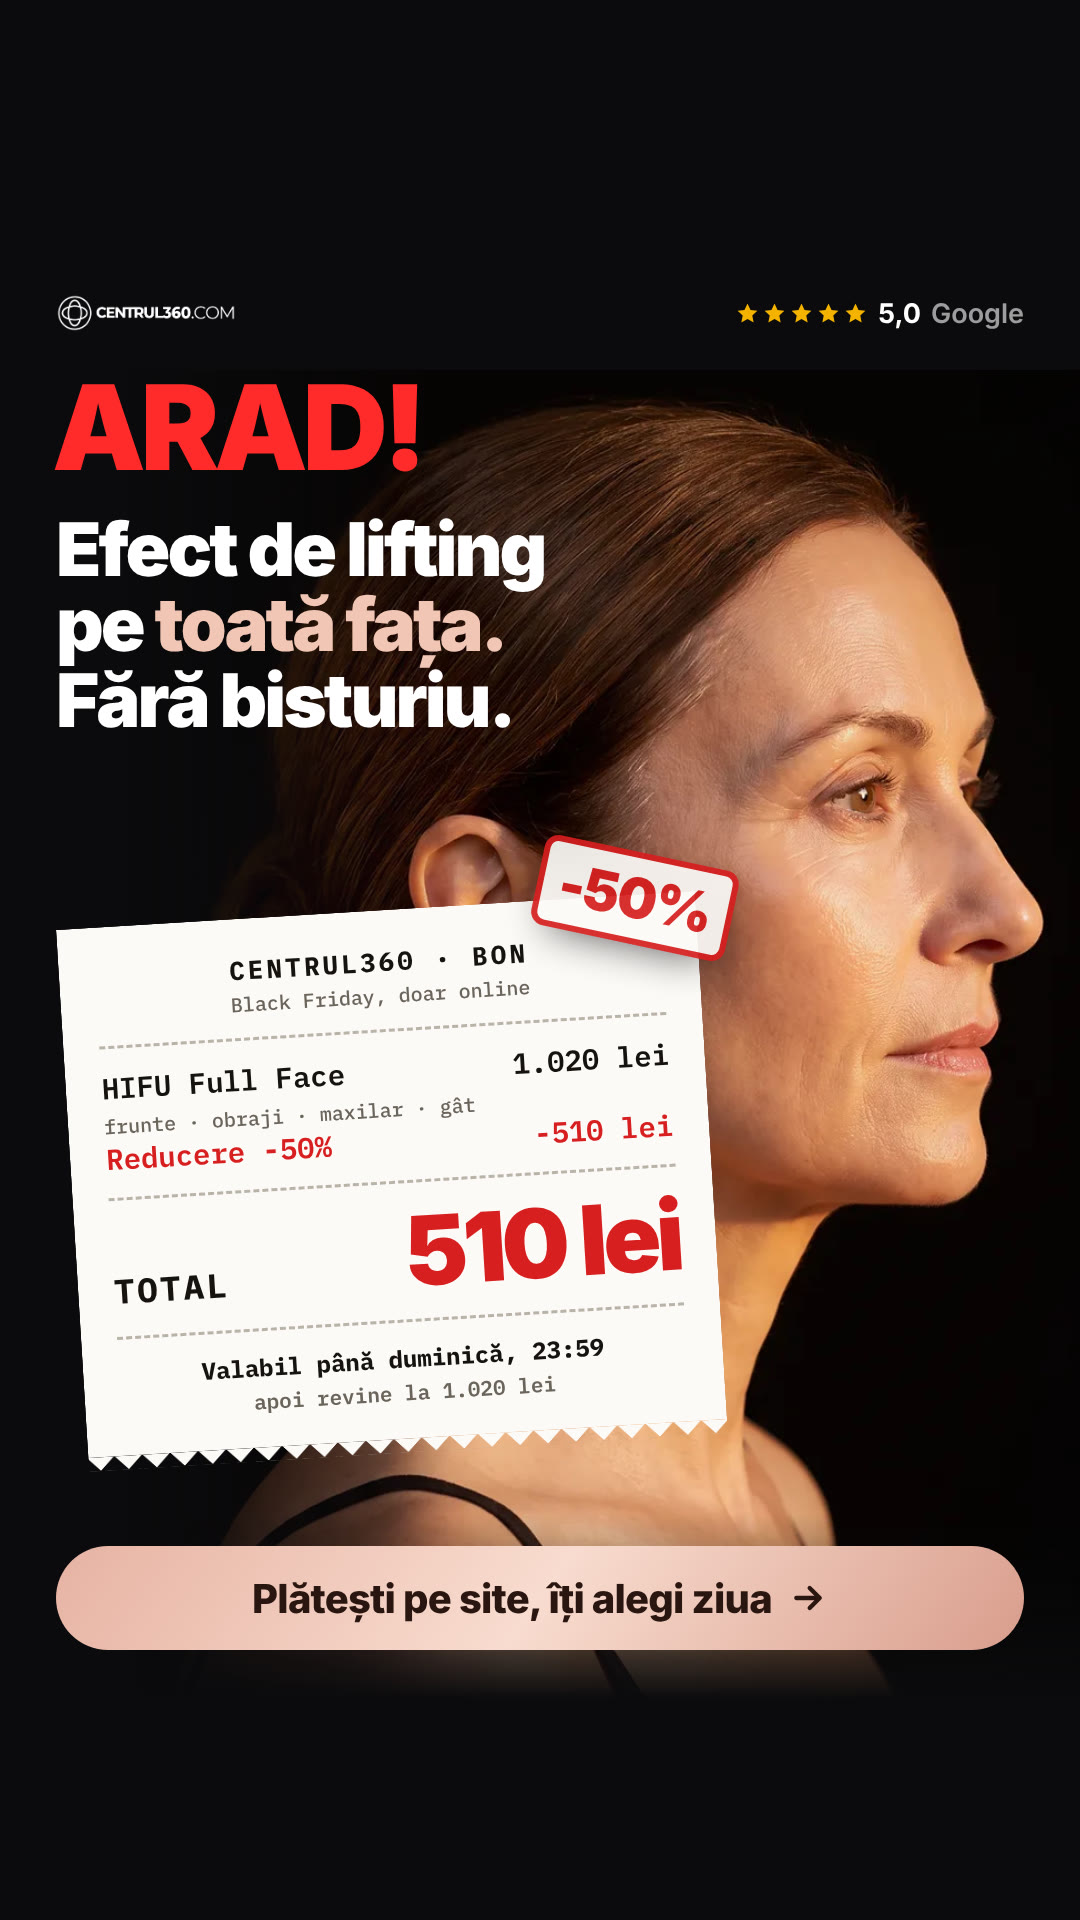 CENTRUL360.COM
★★★★★ 5,0 Google
ARAD!
Efect de lifting
pe toată fața.
Fără bisturiu.
-50%
CENTRUL360 · BON
Black Friday, doar online
HIFU Full Face 1.020 lei
frunte · obraji · maxilar · gât
Reducere -50% -510 lei
TOTAL 510 lei
Valabil până duminică, 23:59
apoi revine la 1.020 lei
Plătești pe site, îți alegi ziua →